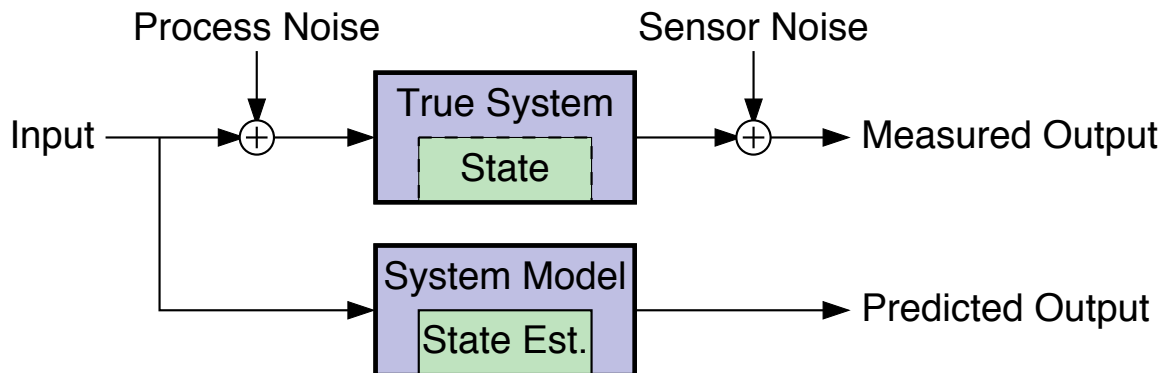 Process Noise
Sensor Noise
True System
Input
+
+
Measured Output
State
System Model
Predicted Output
State Est.